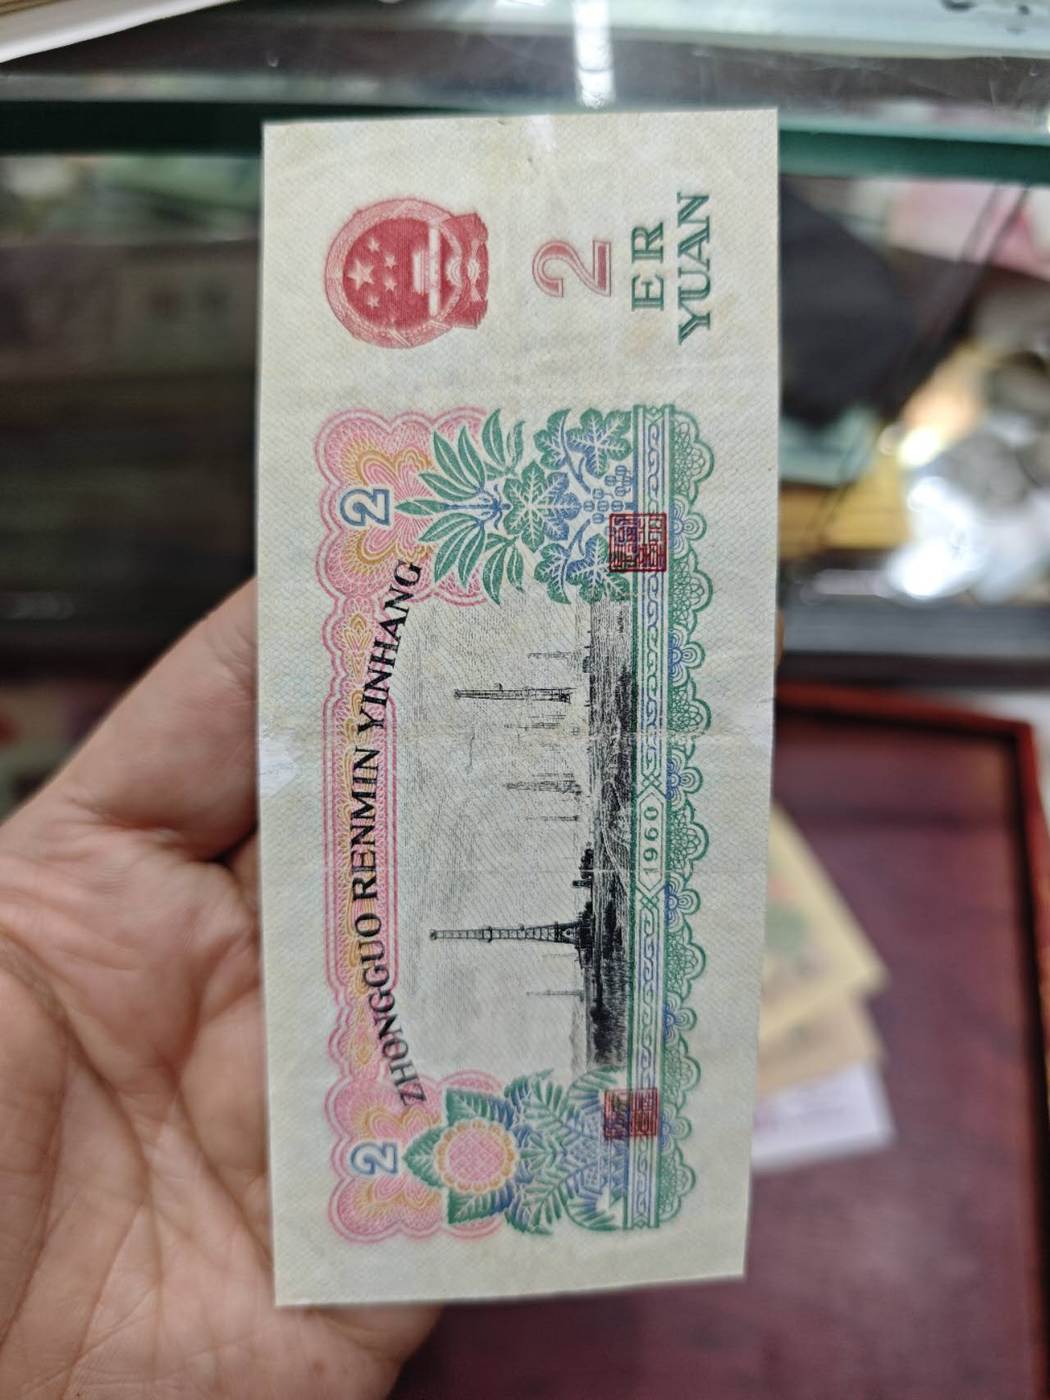 ZHONGGUO RENMIN YINHANG
2
2
1960
2
ER
YUAN